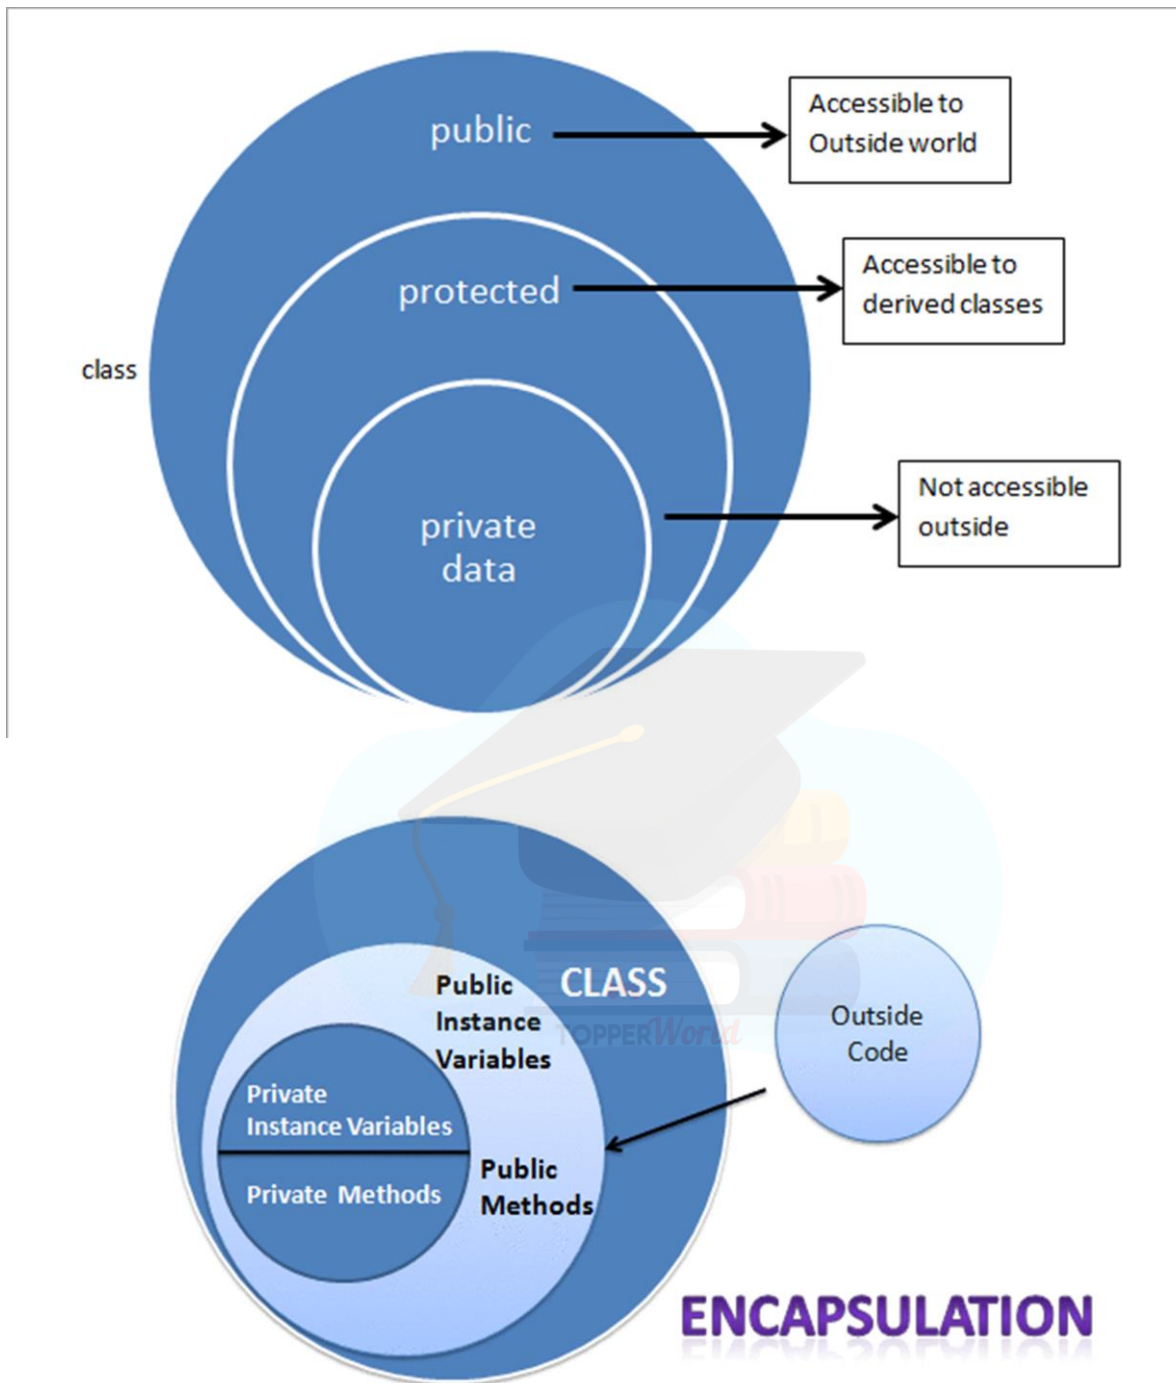 public
Accessible to
Outside world
protected
Accessible to
derived classes
class
Not accessible
outside
private
data
CLASS
Public
Instance
Variables
Outside
Code
TOPPERWorld
Private
Instance Variables
Private Methods
Public
Methods
ENCAPSULATION